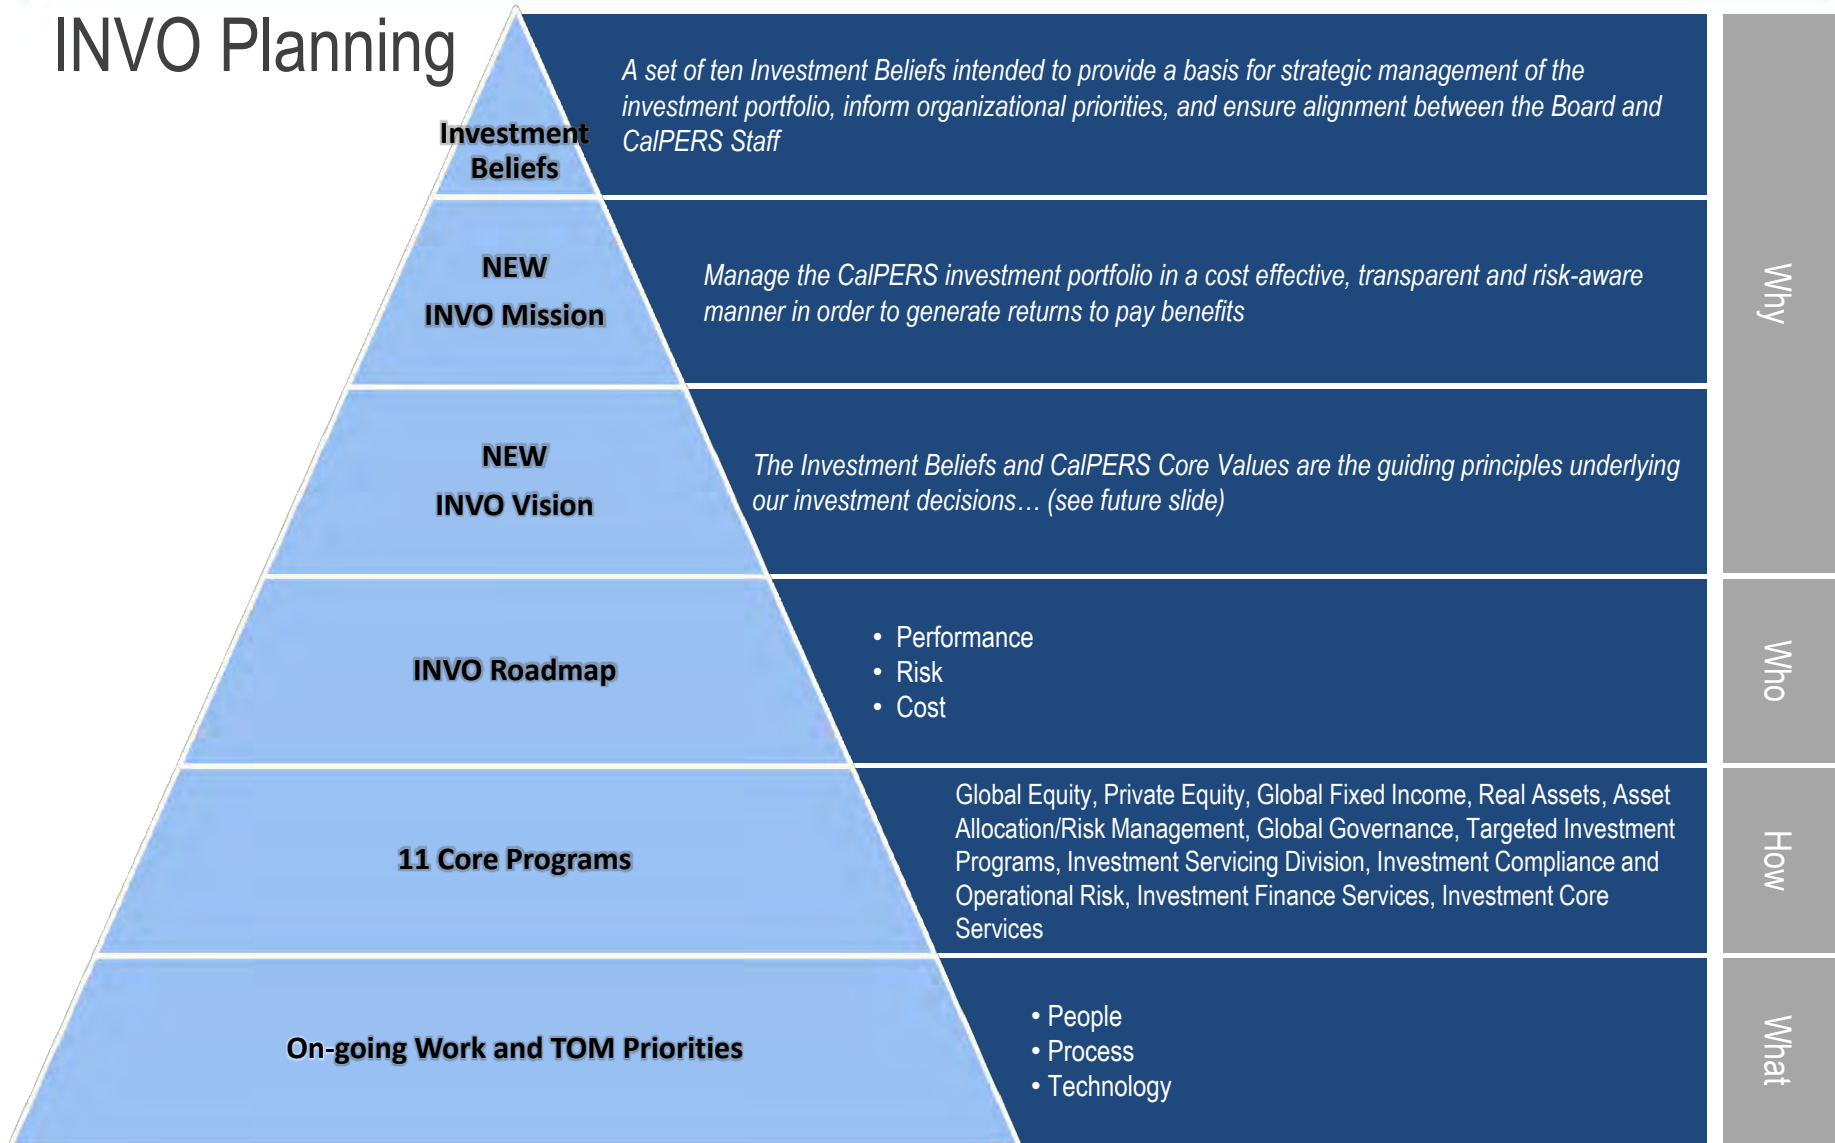 INVO Planning
Investment
Beliefs
A set of ten Investment Beliefs intended to provide a basis for strategic management of the
investment portfolio, inform organizational priorities, and ensure alignment between the Board and
CalPERS Staff
NEW
INVO Mission
Manage the CalPERS investment portfolio in a cost effective, transparent and risk-aware
manner in order to generate returns to pay benefits
NEW
INVO Vision
The Investment Beliefs and CalPERS Core Values are the guiding principles underlying
our investment decisions… (see future slide)
Why
INVO Roadmap
• Performance
• Risk
• Cost
Who
11 Core Programs
Global Equity, Private Equity, Global Fixed Income, Real Assets, Asset
Allocation/Risk Management, Global Governance, Targeted Investment
Programs, Investment Servicing Division, Investment Compliance and
Operational Risk, Investment Finance Services, Investment Core
Services
How
On-going Work and TOM Priorities
• People
• Process
• Technology
What